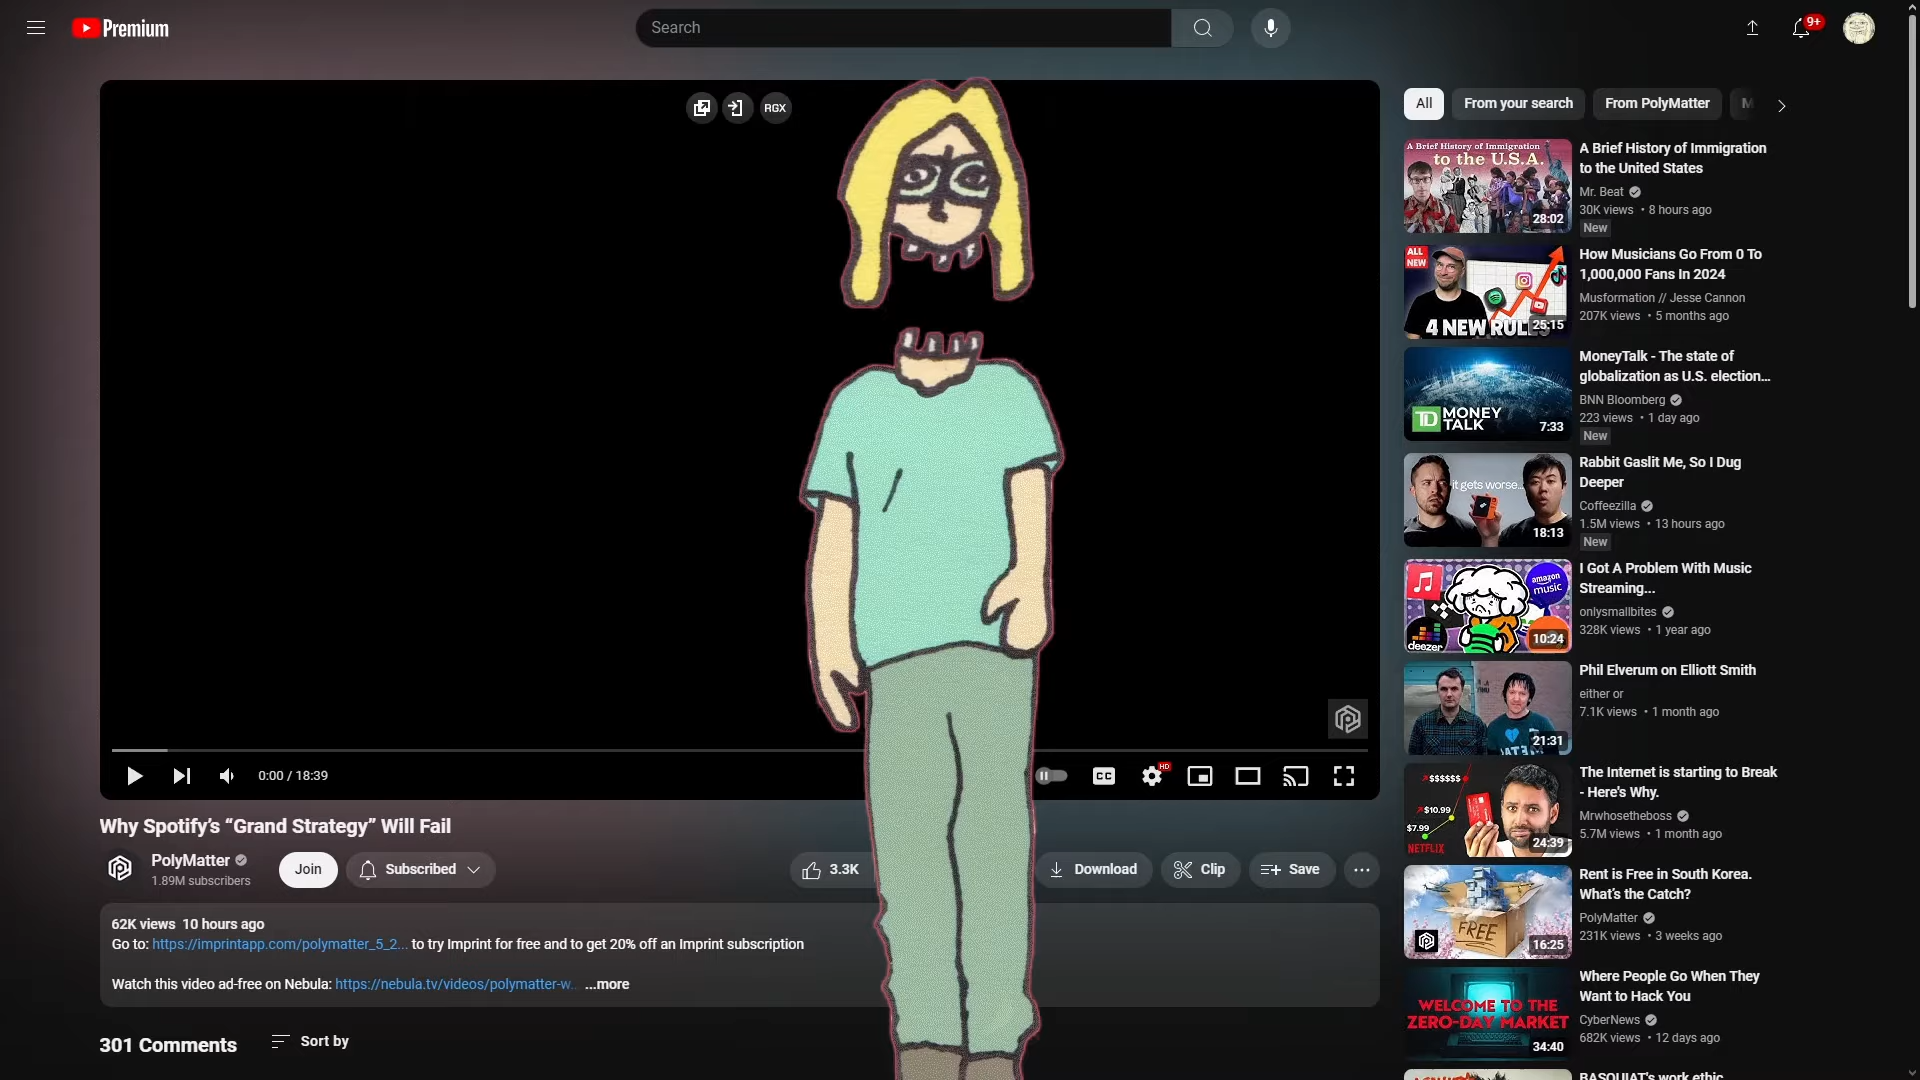 Premium
Search
9+
RGX
0:00 / 18:39
CC
HD
Why Spotify's “Grand Strategy” Will Fail
PolyMatter
1.89M subscribers
Join
Subscribed
3.3K
Download
Clip
Save
62K views 10 hours ago
Go to: https://imprintapp.com/polymatter_5_2... to try Imprint for free and to get 20% off an Imprint subscription
Watch this video ad-free on Nebula: https://nebula.tv/videos/polymatter-w... ...more
301 Comments
Sort by
All
From your search
From PolyMatter
M
A Brief History of Immigration
to the U.S.A.
28:02
A Brief History of Immigration
to the United States
Mr. Beat
30K views • 8 hours ago
New
ALL
NEW
4 NEW RULES
25:15
How Musicians Go From 0 To
1,000,000 Fans In 2024
Musformation // Jesse Cannon
207K views • 5 months ago
TD
MONEY
TALK
7:33
MoneyTalk - The state of
globalization as U.S. election...
BNN Bloomberg
223 views • 1 day ago
New
it gets worse...
18:13
Rabbit Gaslit Me, So I Dug
Deeper
Coffeezilla
1.5M views • 13 hours ago
New
amazon
music
deezer
10:24
I Got A Problem With Music
Streaming...
onlysmallbites
328K views • 1 year ago
21:31
Phil Elverum on Elliott Smith
either or
7.1K views • 1 month ago
$$$$$$
$10.99
$7.99
NETFLIX
24:39
The Internet is starting to Break
- Here's Why.
Mrwhosetheboss
5.7M views • 1 month ago
FREE
16:25
Rent is Free in South Korea.
What's the Catch?
PolyMatter
231K views • 3 weeks ago
WELCOME TO THE
ZERO-DAY MARKET
34:40
Where People Go When They
Want to Hack You
CyberNews
682K views • 12 days ago
BASQUIAT's work ethic